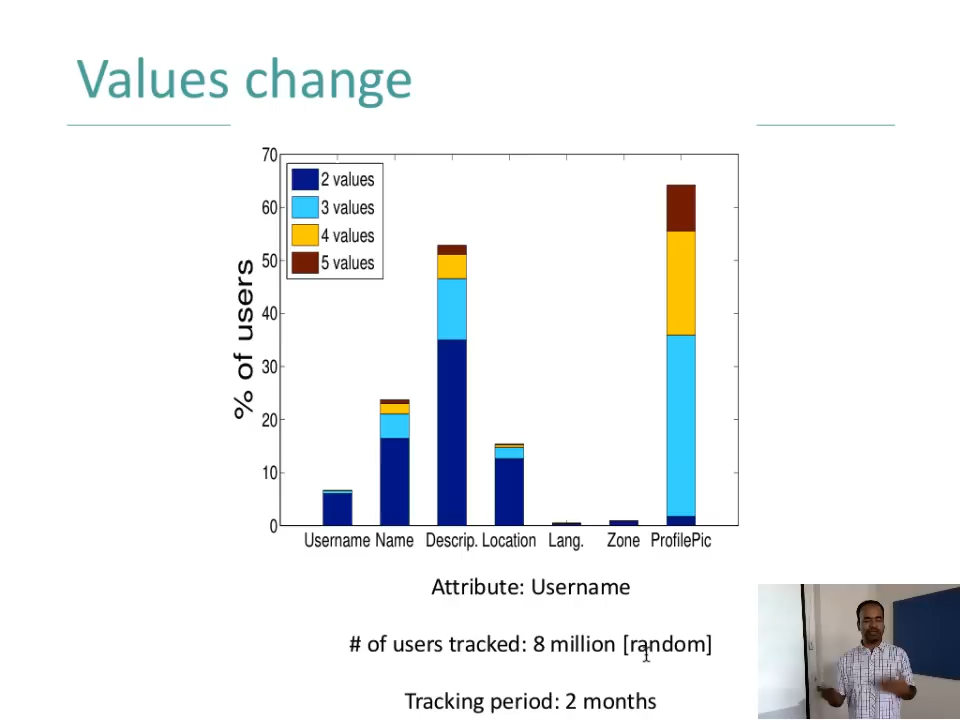 Values change
70
60
50
40
30
20
10
0
% of users
2 values
3 values
4 values
5 values
Username Name Descrip. Location Lang. Zone ProfilePic
Attribute: Username
# of users tracked: 8 million [random]
Tracking period: 2 months